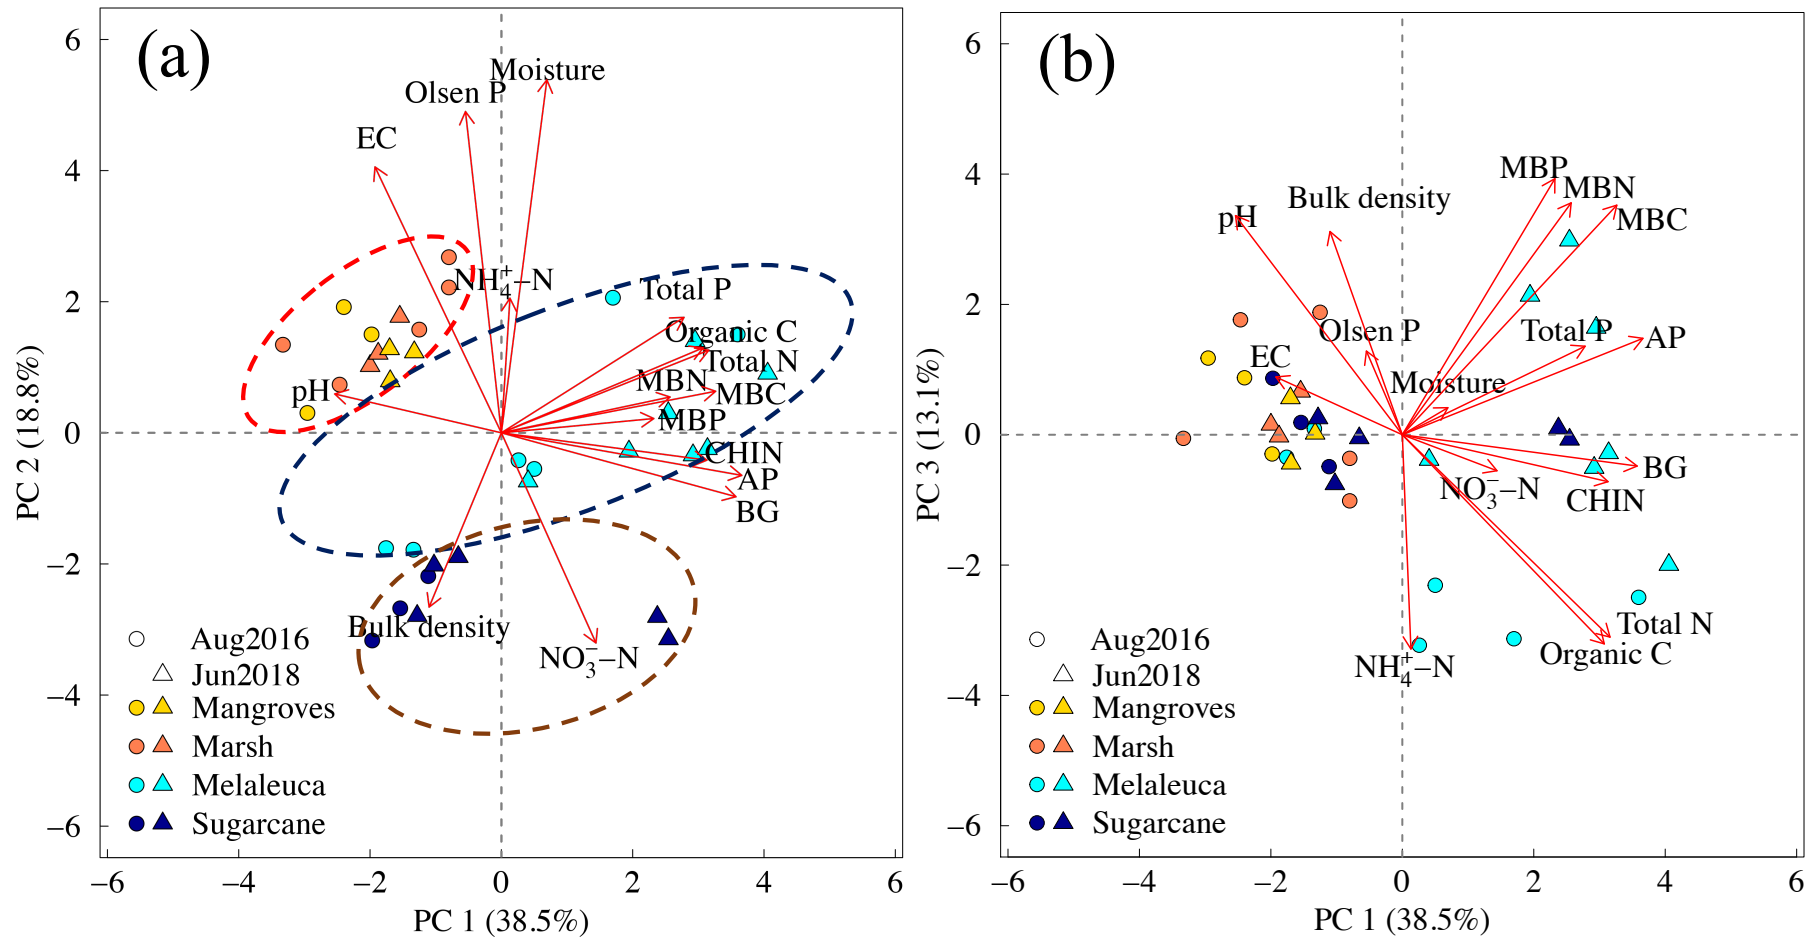 (a)
6
4
2
0
−2
−4
−6
PC 2 (18.8%)
Moisture
Olsen P
EC
NH4+−N
Total P
Organic C
Total N
MBN
MBC
MBP
pH
CHIN
AP
BG
Bulk density
NO3−−N
Aug2016
Jun2018
Mangroves
Marsh
Melaleuca
Sugarcane
−6 −4 −2 0 2 4 6
PC 1 (38.5%)
(b)
6
4
2
0
−2
−4
−6
PC 3 (13.1%)
MBP
MBN
MBC
Bulk density
pH
Olsen P
Total P
AP
EC
Moisture
BG
NO3−−N
CHIN
Total N
Organic C
NH4+−N
Aug2016
Jun2018
Mangroves
Marsh
Melaleuca
Sugarcane
−6 −4 −2 0 2 4 6
PC 1 (38.5%)